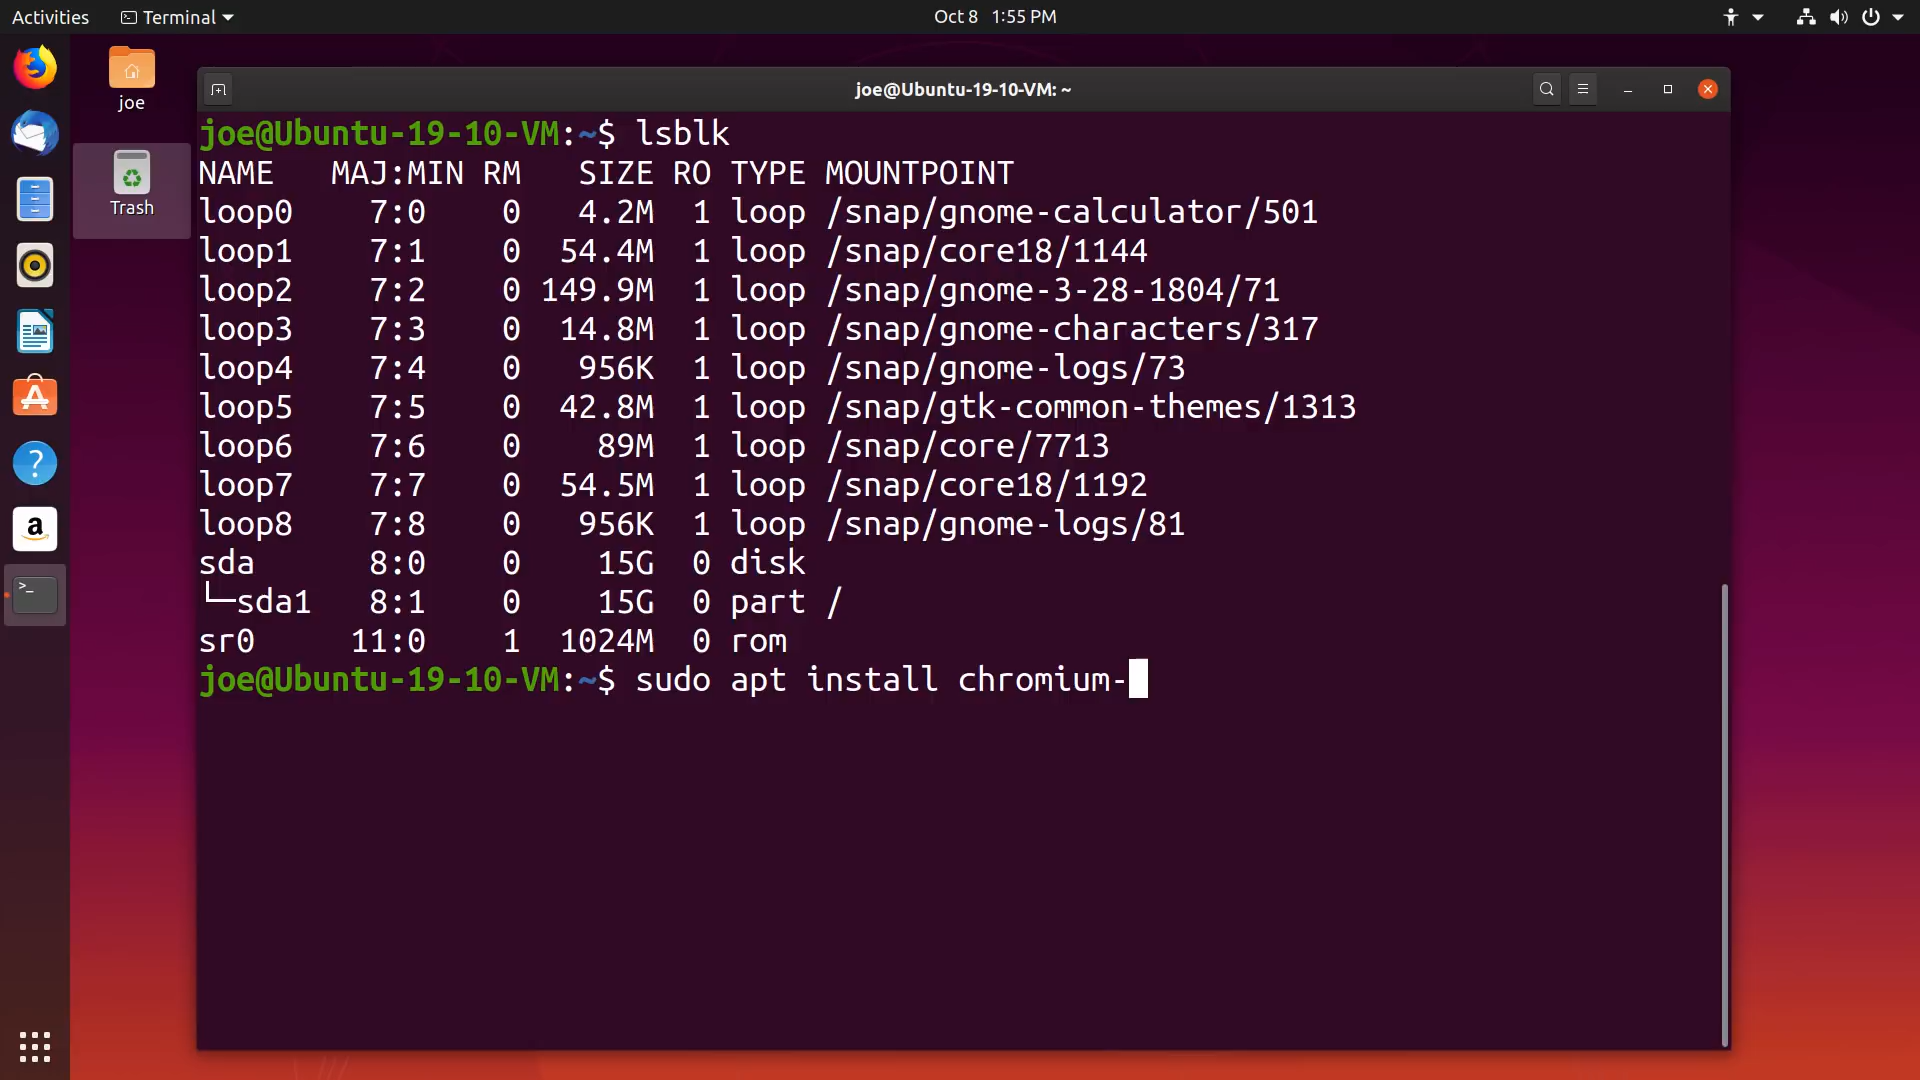 Activities Terminal Oct 8 1:55 PM
joe
Trash
joe@Ubuntu-19-10-VM: ~
joe@Ubuntu-19-10-VM:~$ lsblk
NAME MAJ:MIN RM SIZE RO TYPE MOUNTPOINT
loop0 7:0 0 4.2M 1 loop /snap/gnome-calculator/501
loop1 7:1 0 54.4M 1 loop /snap/core18/1144
loop2 7:2 0 149.9M 1 loop /snap/gnome-3-28-1804/71
loop3 7:3 0 14.8M 1 loop /snap/gnome-characters/317
loop4 7:4 0 956K 1 loop /snap/gnome-logs/73
loop5 7:5 0 42.8M 1 loop /snap/gtk-common-themes/1313
loop6 7:6 0 89M 1 loop /snap/core/7713
loop7 7:7 0 54.5M 1 loop /snap/core18/1192
loop8 7:8 0 956K 1 loop /snap/gnome-logs/81
sda 8:0 0 15G 0 disk
└─sda1 8:1 0 15G 0 part /
sr0 11:0 1 1024M 0 rom
joe@Ubuntu-19-10-VM:~$ sudo apt install chromium-